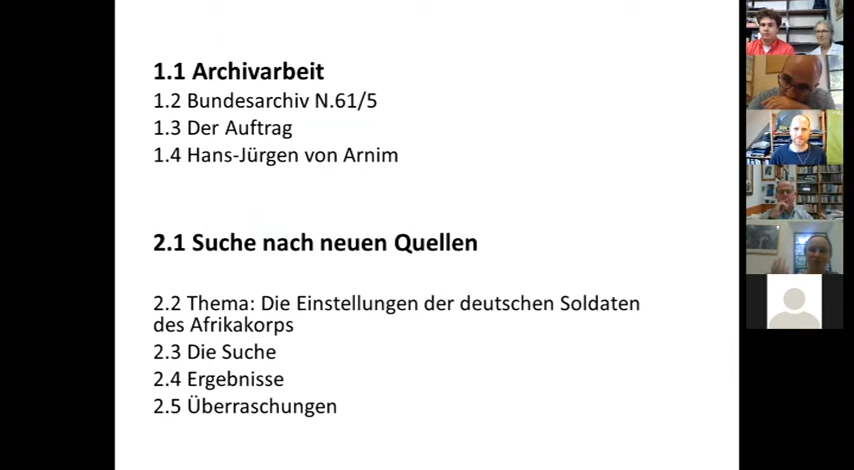 1.1 Archivarbeit
1.2 Bundesarchiv N.61/5
1.3 Der Auftrag
1.4 Hans-Jürgen von Arnim
2.1 Suche nach neuen Quellen
2.2 Thema: Die Einstellungen der deutschen Soldaten
des Afrikakorps
2.3 Die Suche
2.4 Ergebnisse
2.5 Überraschungen